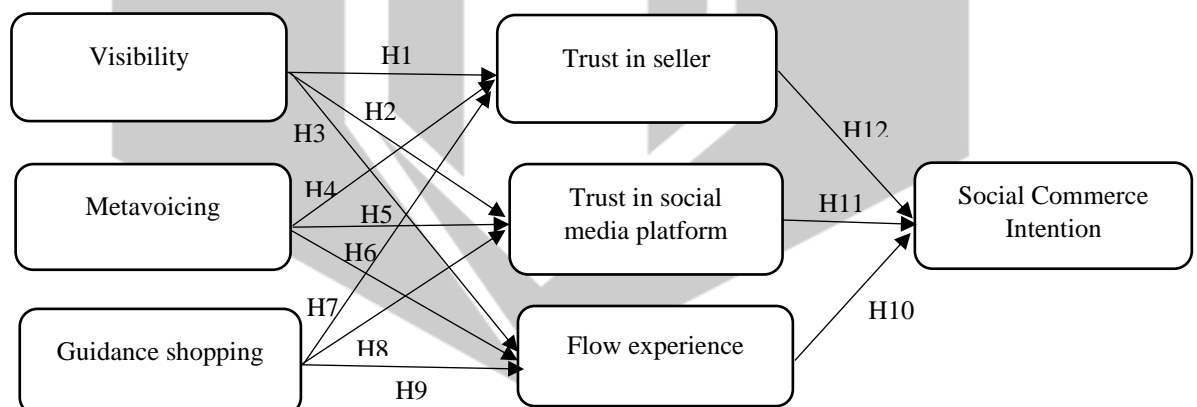 Visibility
H1
Trust in seller
H2
H3
H12
Metavoicing
H4
H5
H6
Trust in social
media platform
H11
Social Commerce
Intention
Guidance shopping
H7
H8
H9
Flow experience
H10